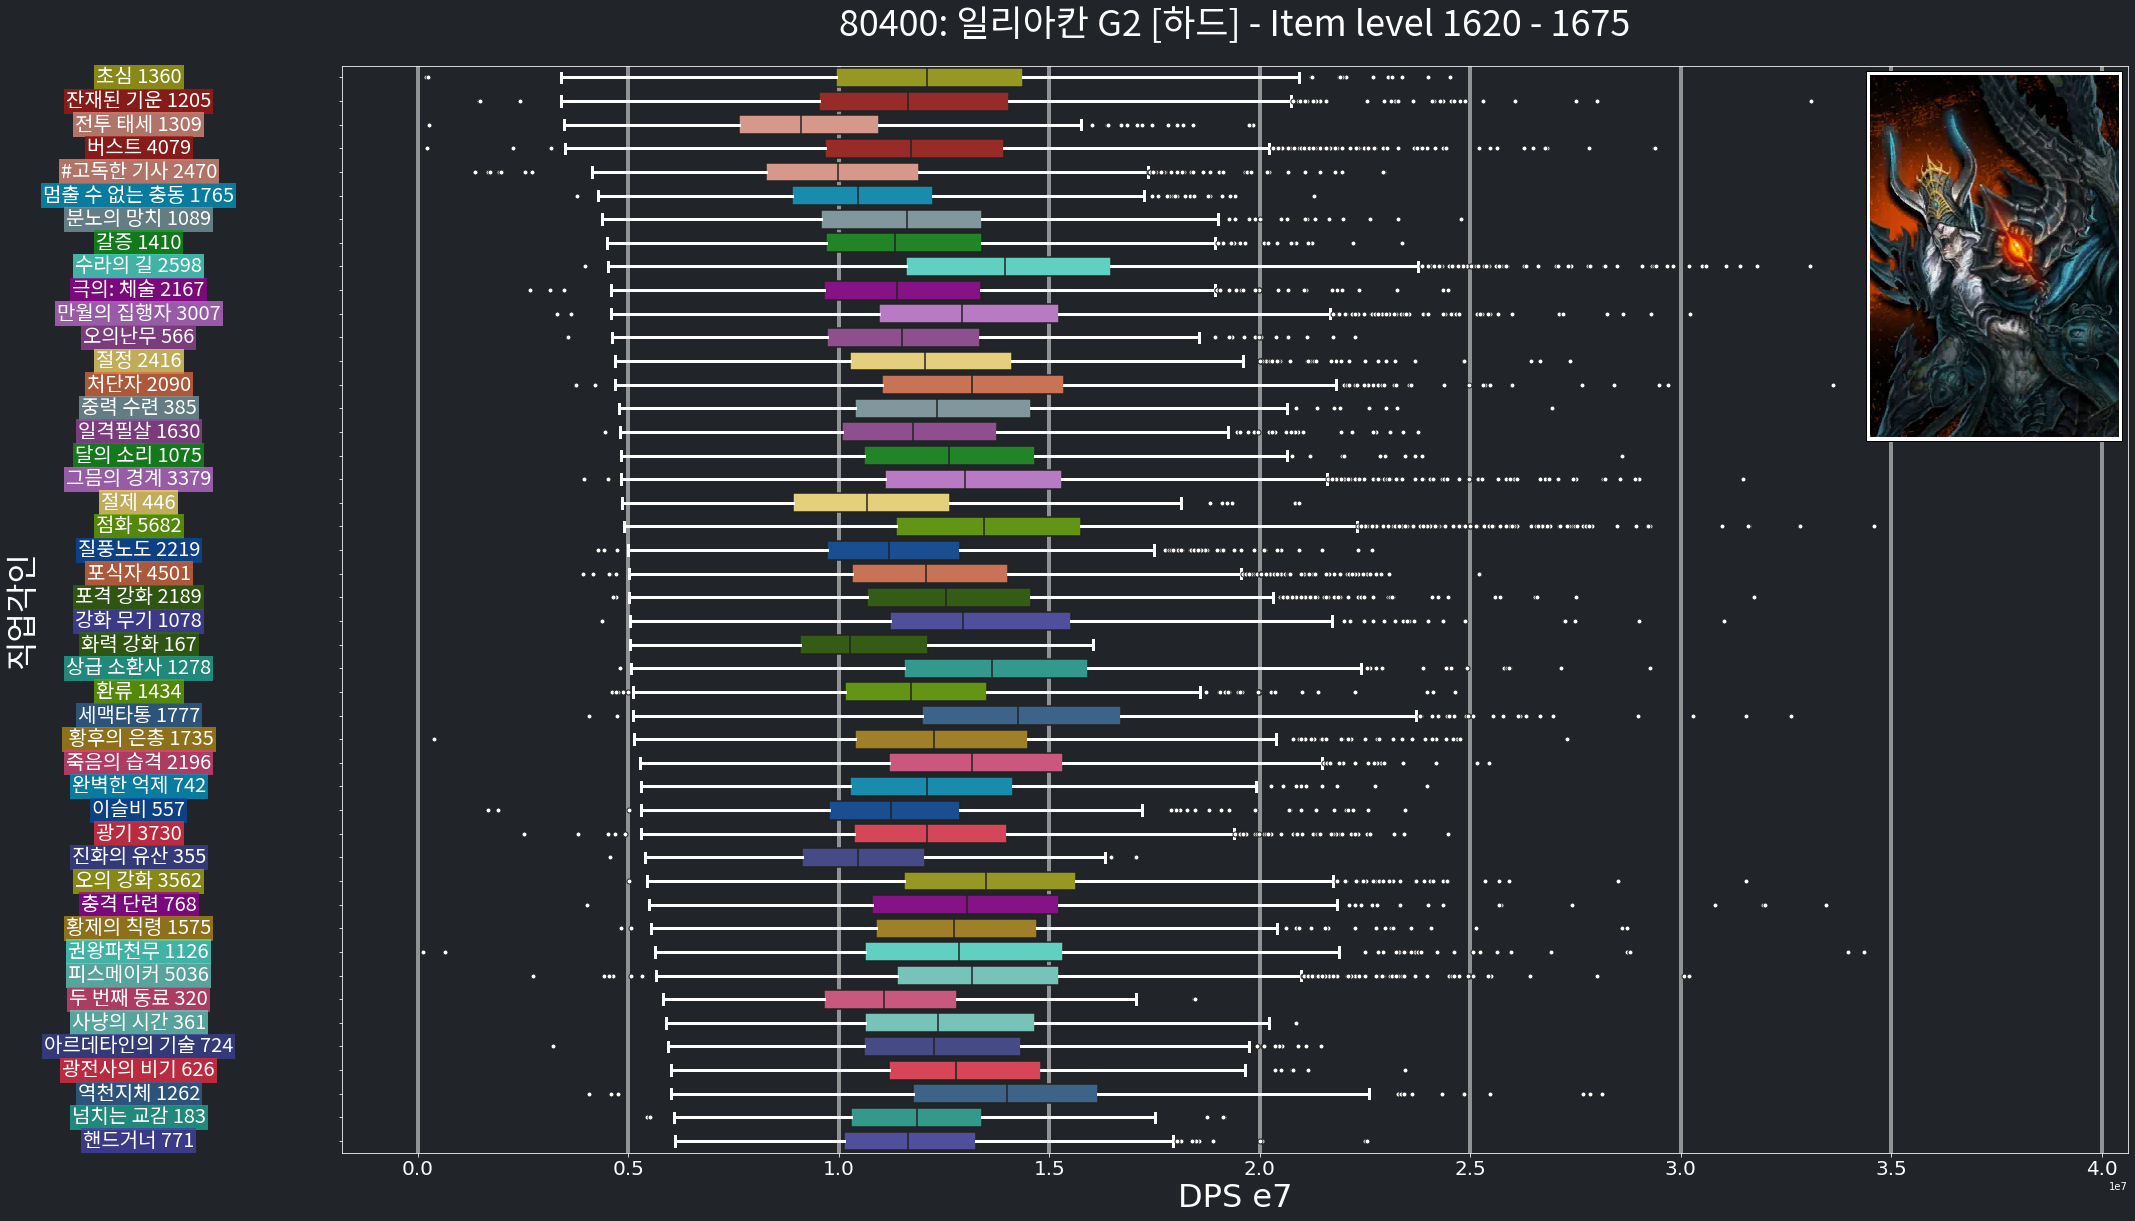 80400: 일리아칸 G2 [하드] - Item level 1620 - 1675
직업각인
초심 1360
잔재된 기운 1205
전투 태세 1309
버스트 4079
#고독한 기사 2470
멈출 수 없는 충동 1765
분노의 망치 1089
갈증 1410
수라의 길 2598
극의: 체술 2167
만월의 집행자 3007
오의난무 566
절정 2416
처단자 2090
중력 수련 385
일격필살 1630
달의 소리 1075
그믐의 경계 3379
절제 446
점화 5682
질풍노도 2219
포식자 4501
포격 강화 2189
강화 무기 1078
화력 강화 167
상급 소환사 1278
환류 1434
세맥타통 1777
황후의 은총 1735
죽음의 습격 2196
완벽한 억제 742
이슬비 557
광기 3730
진화의 유산 355
오의 강화 3562
충격 단련 768
황제의 칙령 1575
권왕파천무 1126
피스메이커 5036
두 번째 동료 320
사냥의 시간 361
아르데타인의 기술 724
광전사의 비기 626
역천지체 1262
넘치는 교감 183
핸드거너 771
0.0 0.5 1.0 1.5 2.0 2.5 3.0 3.5 4.0
1e7
DPS e7